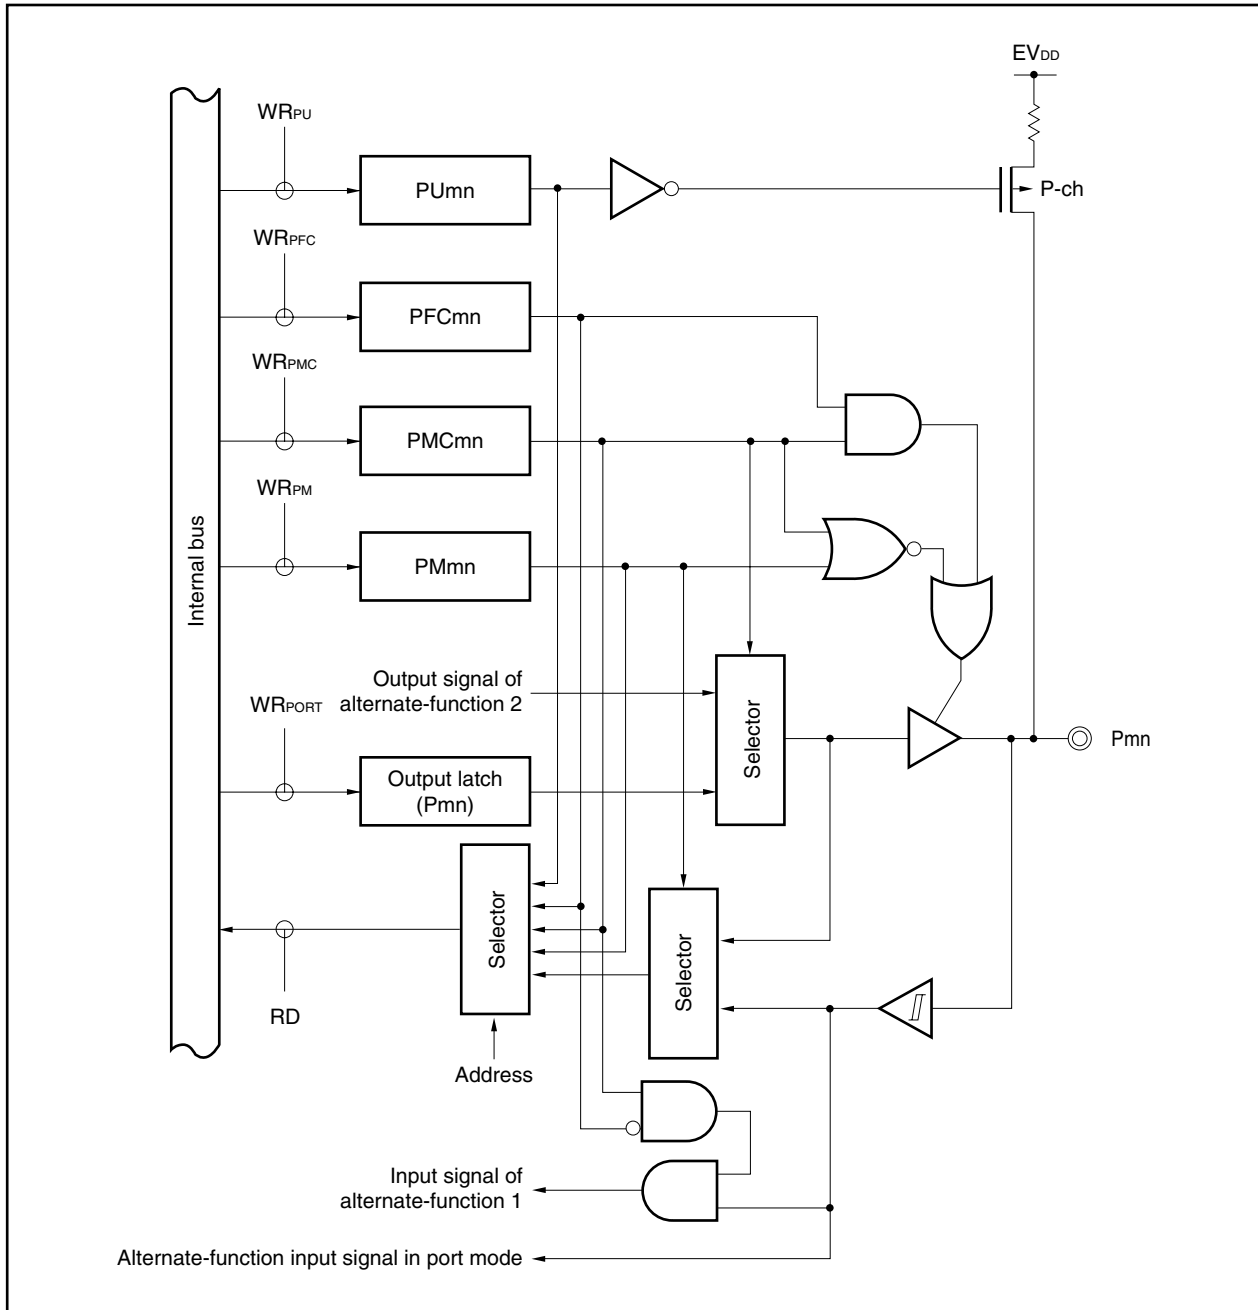 EVDD
WRPU
PUmn
P-ch
WRPFC
PFCmn
WRPMC
PMCmn
WRPM
PMmn
Internal bus
Output signal of
alternate-function 2
WRPORT
Output latch
(Pmn)
Selector
Pmn
Selector
Selector
RD
Address
Input signal of
alternate-function 1
Alternate-function input signal in port mode